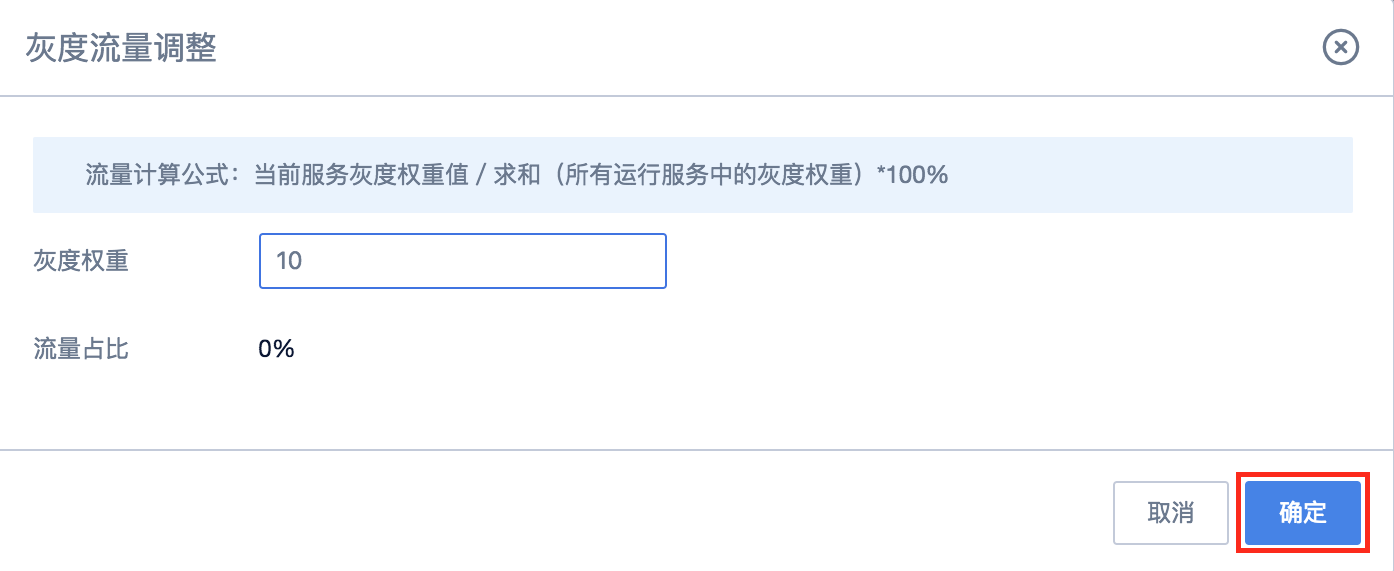 灰度流量调整
流量计算公式：当前服务灰度权重值 / 求和（所有运行服务中的灰度权重）*100%
灰度权重 10
流量占比 0%
取消 确定